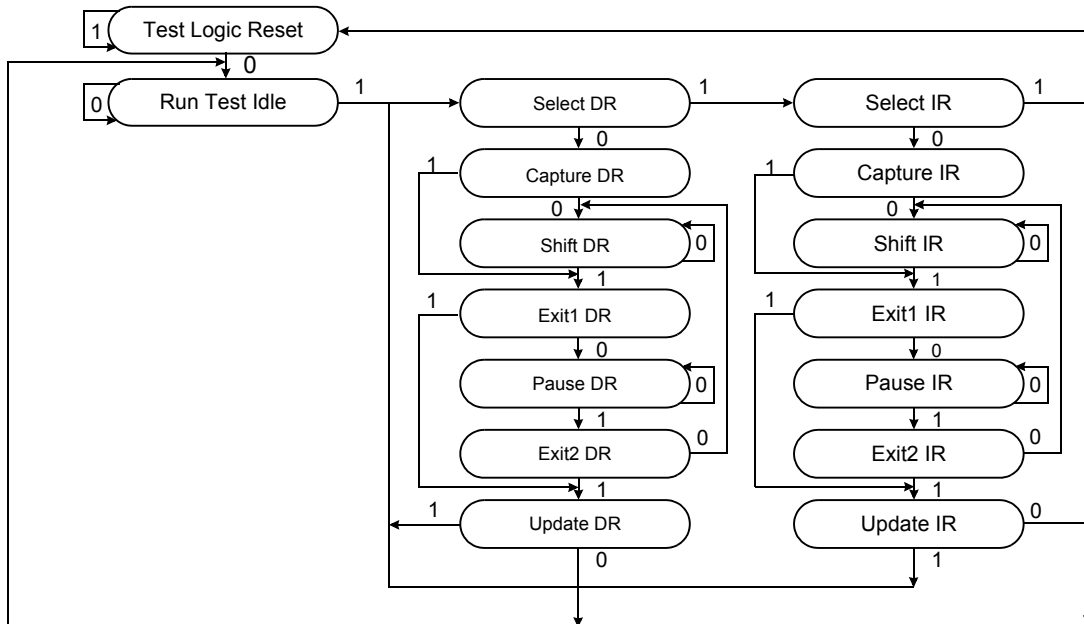 Test Logic Reset
1
0
Run Test Idle
0
1
Select DR
1
Select IR
1
0
0
1
Capture DR
1
Capture IR
0
0
Shift DR
0
Shift IR
0
1
1
1
Exit1 DR
1
Exit1 IR
0
0
Pause DR
0
Pause IR
0
1
1
Exit2 DR
0
Exit2 IR
0
1
1
1
Update DR
Update IR
0
0
1